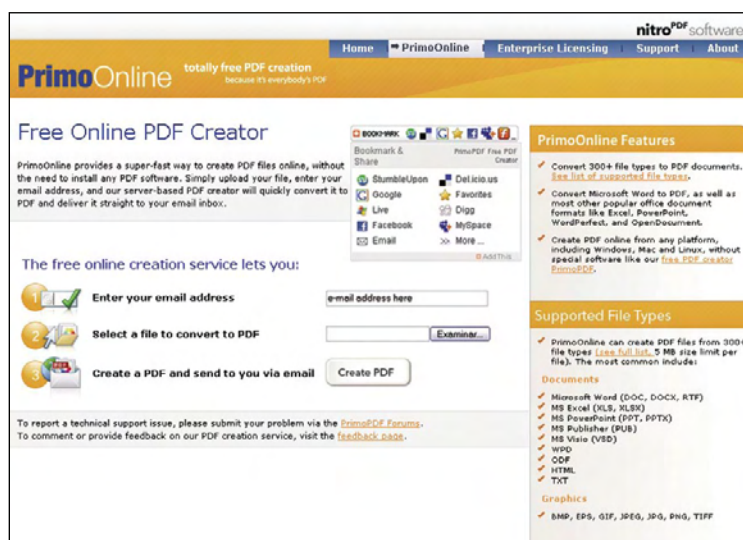 nitroPDF software
Home PrimoOnline Enterprise Licensing Support About
PrimoOnline
totally free PDF creation
because it's everybody's PDF
Free Online PDF Creator
PrimoOnline provides a super-fast way to create PDF files online, without
the need to install any PDF software. Simply upload your file, enter your
email address, and our server-based PDF creator will quickly convert it to
PDF and deliver it straight to your email inbox.
BOOKMARK
Bookmark & Share
PrimoPDF Free PDF Creator
StumbleUpon Del.icio.us
Google Favorites
Live Digg
Facebook MySpace
Email More ...
AddThis
The free online creation service lets you:
1 Enter your email address
e-mail address here
2 Select a file to convert to PDF
Examinar...
3 Create a PDF and send to you via email
Create PDF
To report a technical support issue, please submit your problem via the PrimoPDF Forums.
To comment or provide feedback on our PDF creation service, visit the feedback page.
PrimoOnline Features
Convert 300+ file types to PDF documents.
See list of supported file types.
Convert Microsoft Word to PDF, as well as
most other popular office document
formats like Excel, PowerPoint,
WordPerfect, and OpenDocument.
Create PDF online from any platform,
including Windows, Mac and Linux, without
special software like our free PDF creator
PrimoPDF.
Supported File Types
PrimoOnline can create PDF files from 300+
file types (see full list, 5 MB size limit per
file). The most common include:
Documents
Microsoft Word (DOC, DOCX, RTF)
MS Excel (XLS, XLSX)
MS PowerPoint (PPT, PPTX)
MS Publisher (PUB)
MS Visio (VSD)
WPD
ODF
HTML
TXT
Graphics
BMP, EPS, GIF, JPEG, JPG, PNG, TIFF